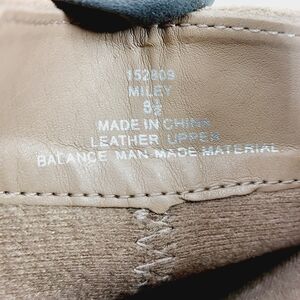 152809
MILEY
8½
MADE IN CHINA
LEATHER UPPER
BALANCE MAN MADE MATERIAL